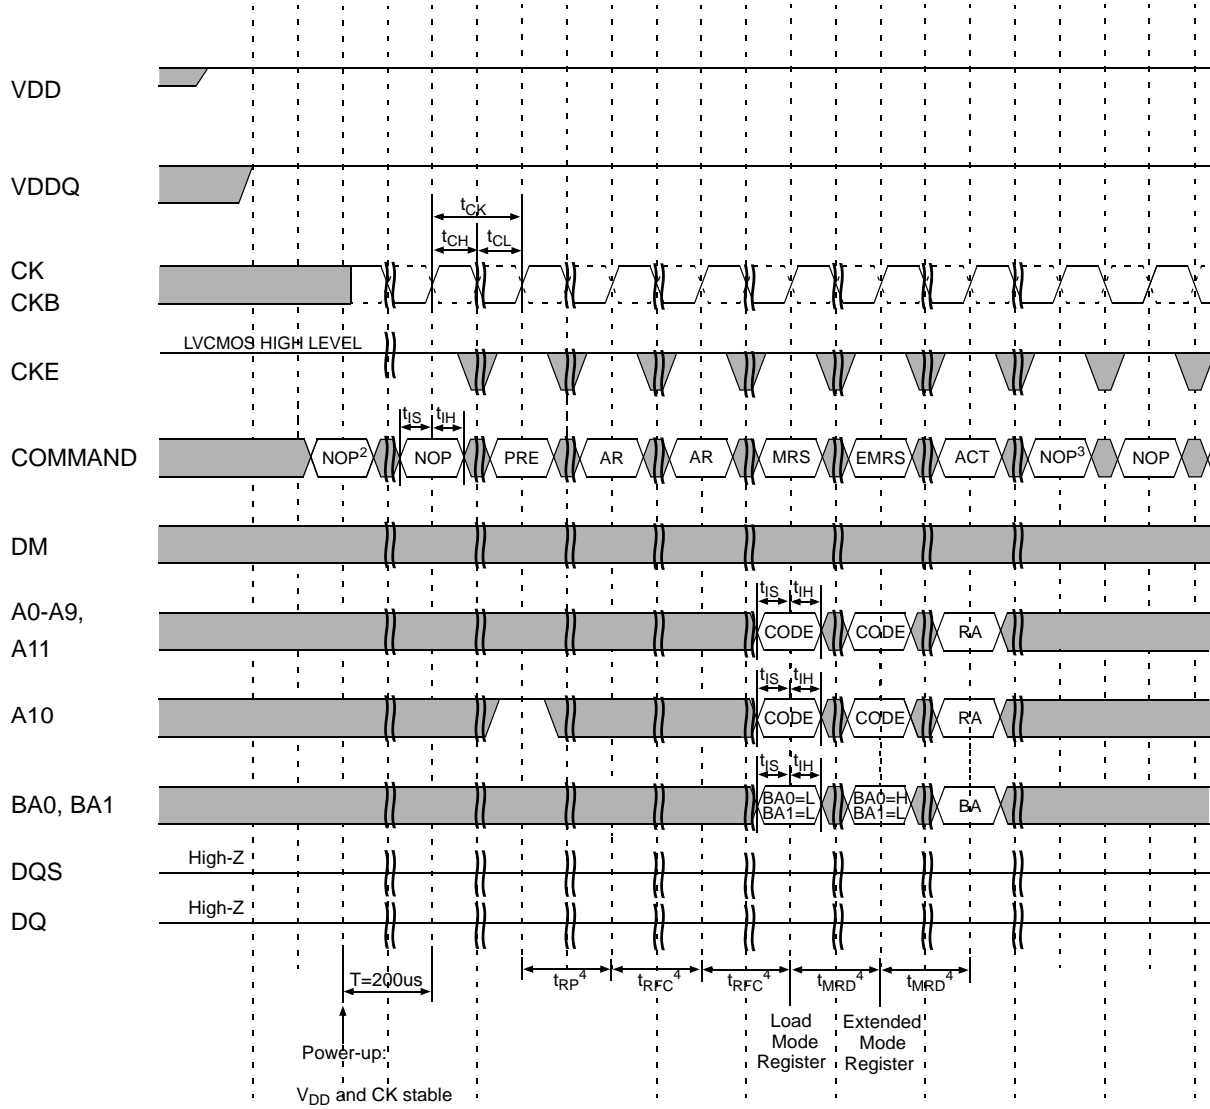 VDD
VDDQ
tCK
tCH tCL
CK
CKB
LVCMOS HIGH LEVEL
CKE
tIS tIH
COMMAND NOP2 NOP PRE AR AR MRS EMRS ACT NOP3 NOP
DM
A0-A9,
A11
tIS tIH
CODE CODE RA
tIS tIH
A10 CODE CODE RA
tIS tIH
BA0, BA1
BA0=L BA0=H
BA1=L BA1=L
BA
High-Z
DQS
High-Z
DQ
T=200us tRP4 tRFC4 tRFC4 tMRD4 tMRD4
Load
Mode
Register
Extended
Mode
Register
Power-up:
VDD and CK stable